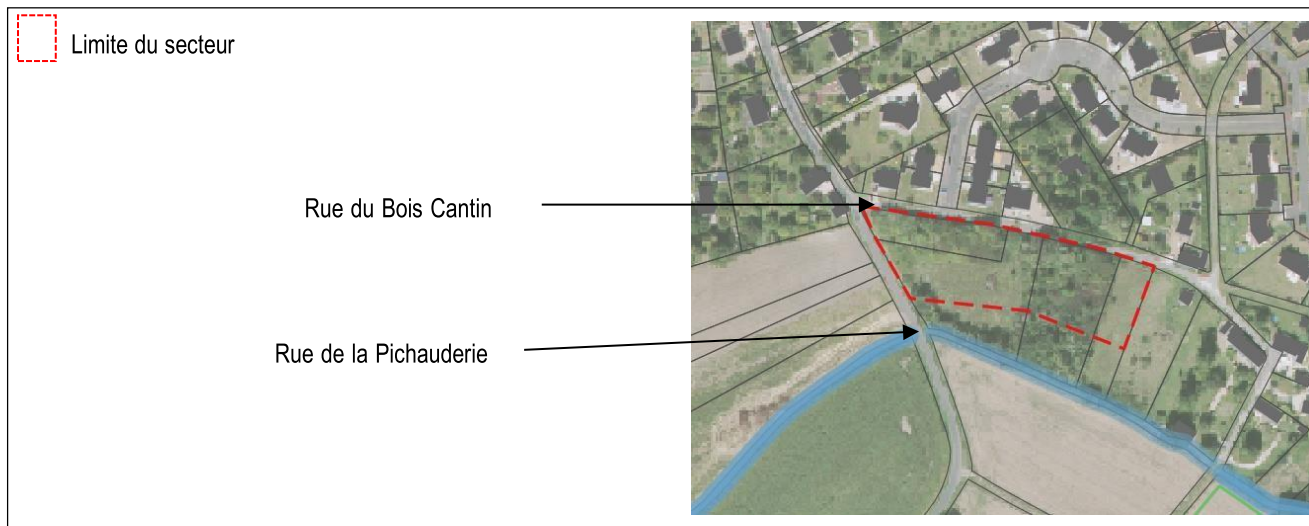 Limite du secteur
Rue du Bois Cantin
Rue de la Pichauderie